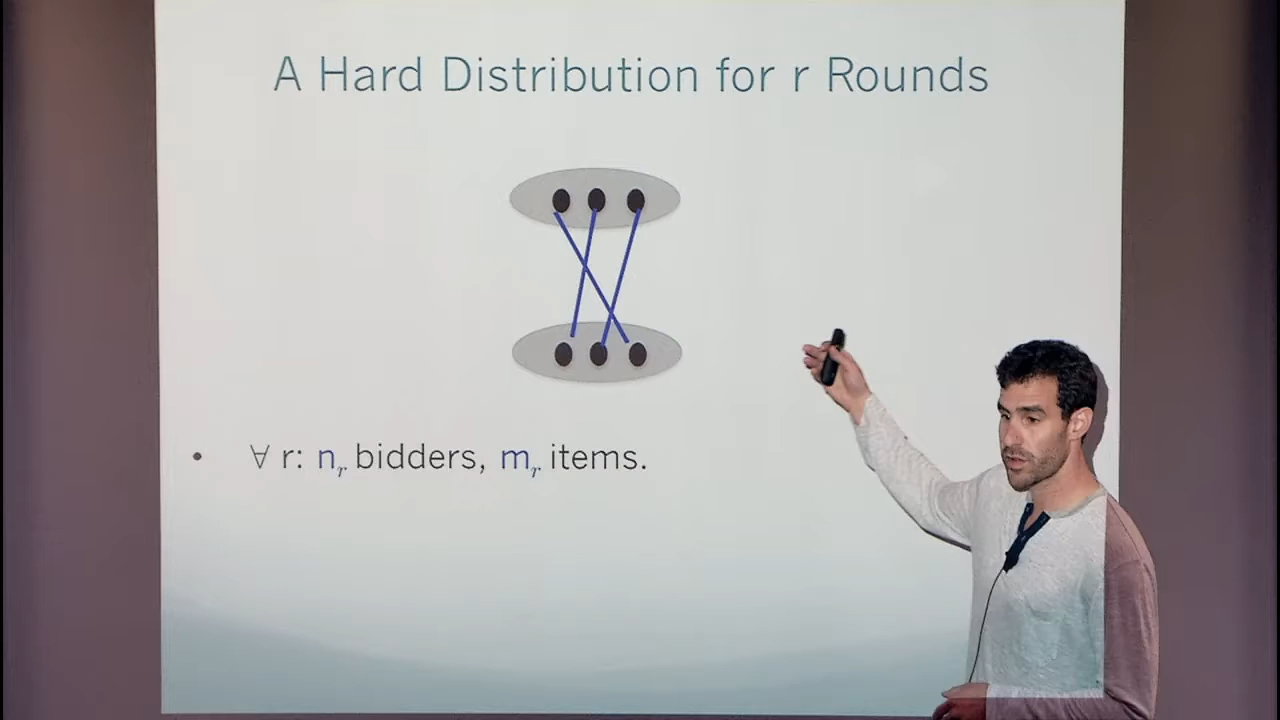 A Hard Distribution for r Rounds
• ∀ r: nᵣ bidders, mᵣ items.